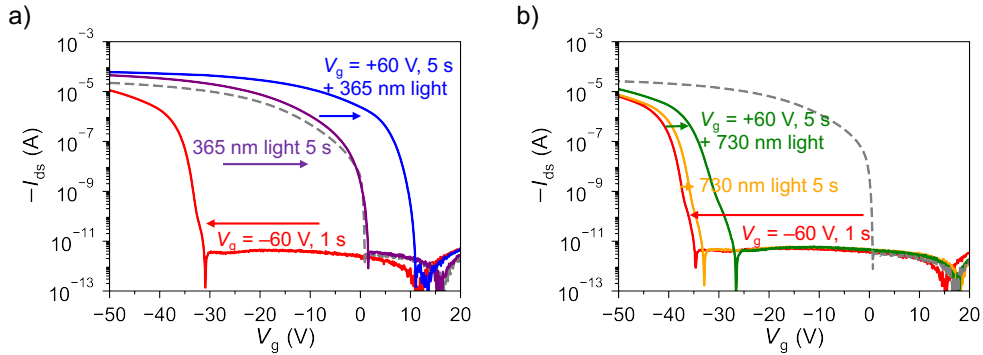 a)
10⁻³
10⁻⁵
10⁻⁷
10⁻⁹
10⁻¹¹
10⁻¹³
−I_ds (A)
V_g = +60 V, 5 s
+ 365 nm light
365 nm light 5 s
V_g = –60 V, 1 s
−50 −40 −30 −20 −10 0 10 20
V_g (V)
b)
10⁻³
10⁻⁵
10⁻⁷
10⁻⁹
10⁻¹¹
10⁻¹³
−I_ds (A)
V_g = +60 V, 5 s
+ 730 nm light
730 nm light 5 s
V_g = –60 V, 1 s
−50 −40 −30 −20 −10 0 10 20
V_g (V)